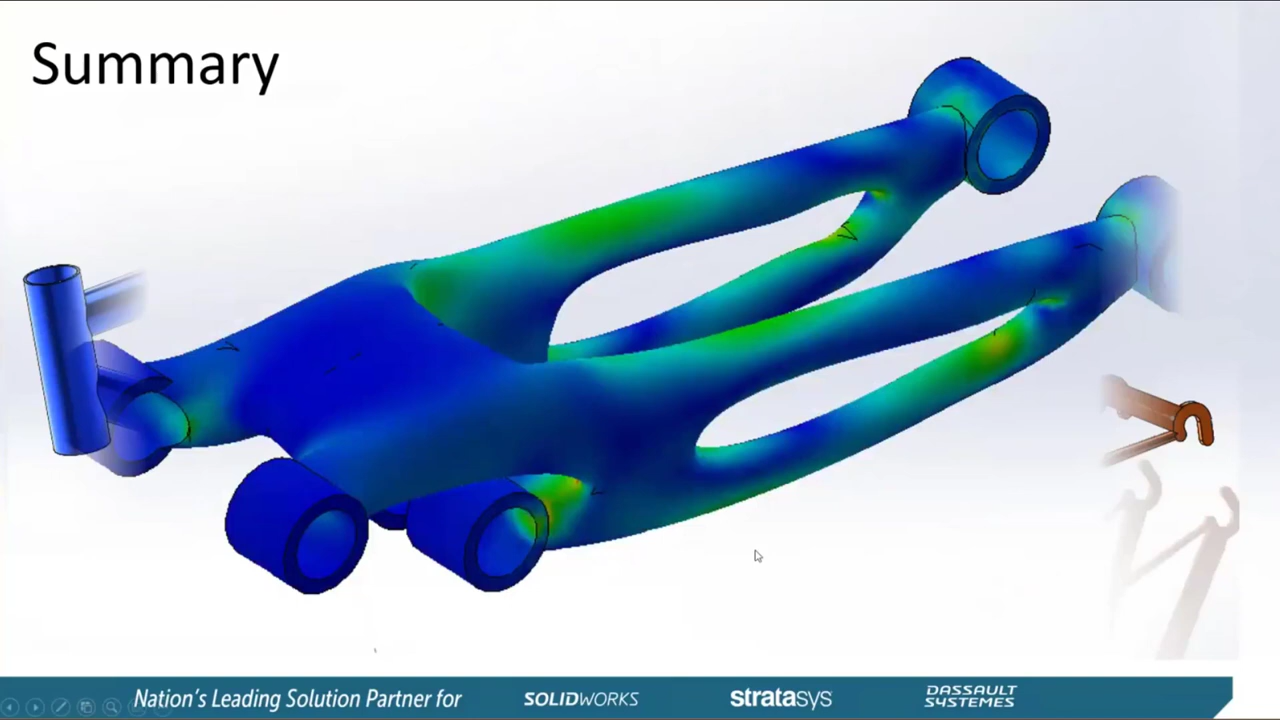 Summary
Nation's Leading Solution Partner for
SOLIDWORKS
stratasys
DASSAULT
SYSTEMES